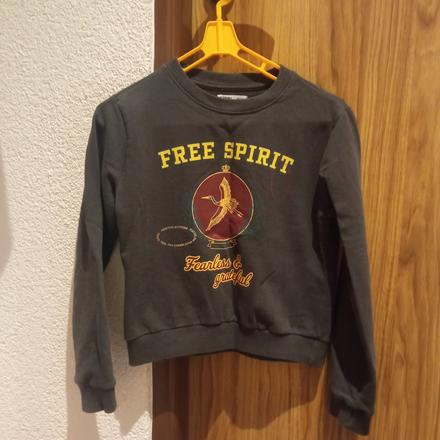 FREE SPIRIT
Fearless &
grateful